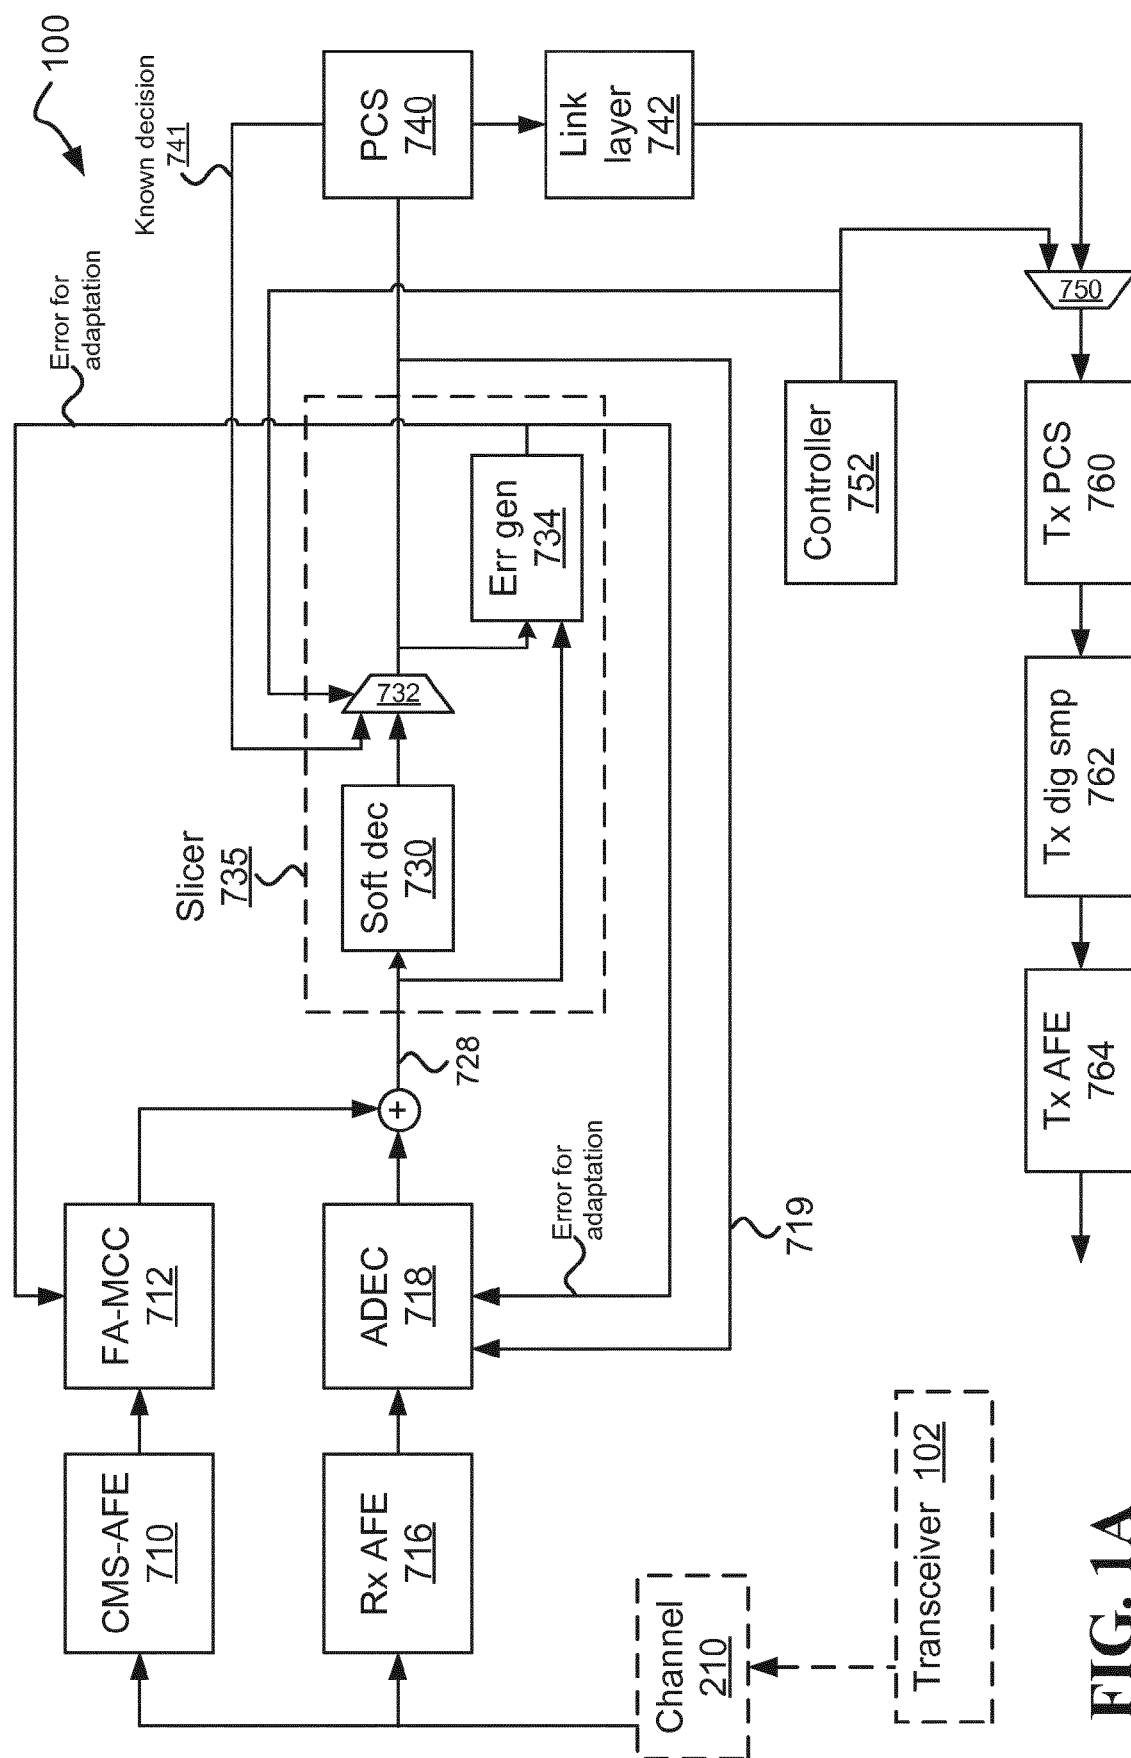 100
Error for
adaptation
Known decision
741
CMS-AFE
710
FA-MCC
712
Slicer
735
Rx AFE
716
ADEC
718
+
728
Soft dec
730
732
Err gen
734
PCS
740
Link
layer
742
Error for
adaptation
719
Channel
210
Transceiver 102
Controller
752
750
Tx AFE
764
Tx dig smp
762
Tx PCS
760
FIG. 1A